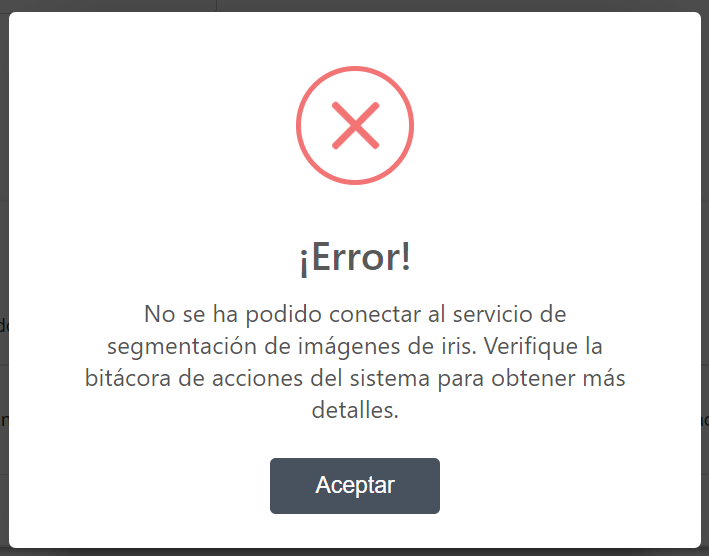 ¡Error!
No se ha podido conectar al servicio de
segmentación de imágenes de iris. Verifique la
bitácora de acciones del sistema para obtener más
detalles.
Aceptar